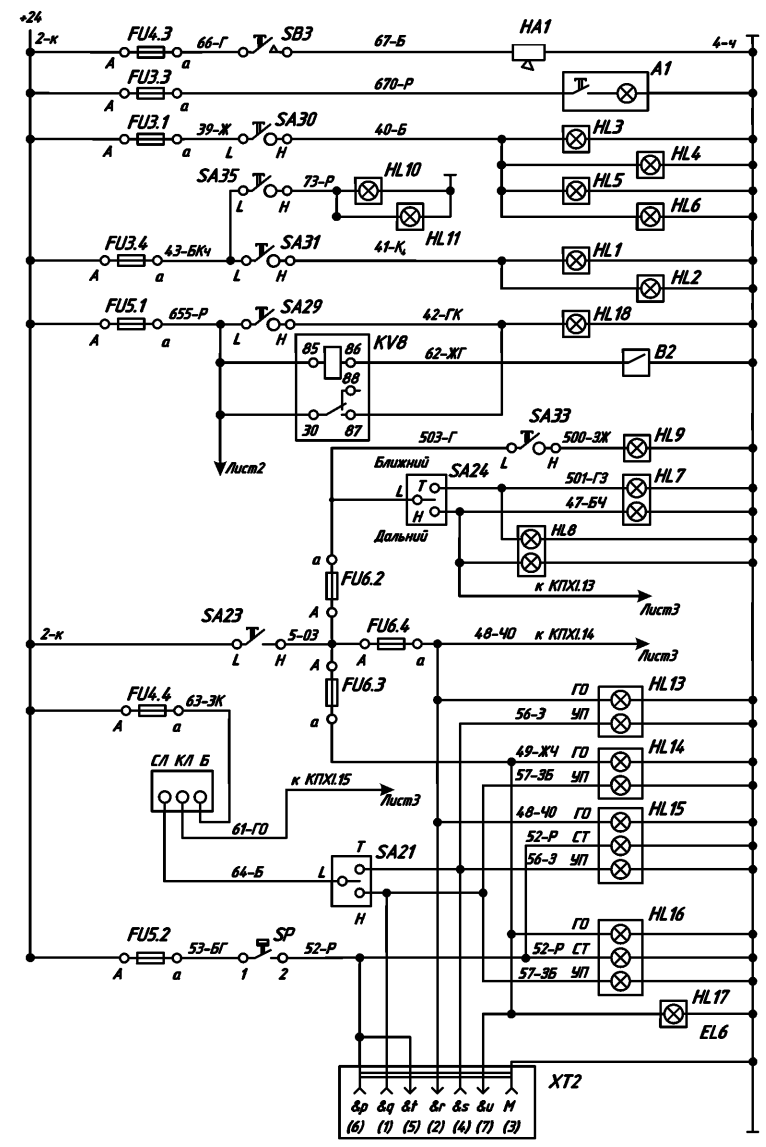 +24
2-к FU4.3 66-Г SB3 67-Б HA1 4-ч
A a
FU3.3 670-Р A1
A a
FU3.1 39-Ж SA30 40-Б HL3
A a L H
HL4
SA35 73-Р HL10 HL5
L H
HL6
HL11
FU3.4 43-БКч SA31 41-К4 HL1
A a L H
HL2
FU5.1 655-Р SA29 42-ГК HL18
A a L H
85 86 KV8 62-ЖГ B2
88
30 87
SA33
503-Г 500-ЗЖ HL9
L H
Лист2
Ближний SA24 501-ГЗ HL7
L T
H 47-БЧ
Дальний HL8
a
FU6.2 к КПХ1.13
A Лист3
2-к SA23 5-ОЗ FU6.4 48-ЧО к КПХ1.14
L H A A a Лист3
FU6.3
a
FU4.4 63-ЗК ГО HL13
A a
56-З УП
49-ЖЧ ГО HL14
57-ЗБ УП
СЛ КЛ Б к КПХ1.15
Лист3
48-ЧО ГО HL15
61-ГО 52-Р СТ
T SA21 56-З УП
64-Б L
H
ГО HL16
FU5.2 53-БГ SP 52-Р 52-Р СТ
A a 1 2
57-ЗБ УП
HL17
EL6
XT2
&p &q &t &r &s &u M
(6) (1) (5) (2) (4) (7) (3)